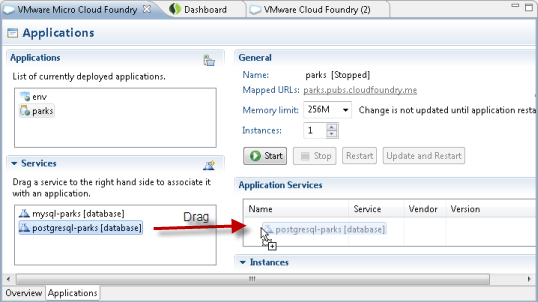 VMware Micro Cloud Foundry
Dashboard
VMware Cloud Foundry (2)
Applications
Applications
List of currently deployed applications.
env
parks
Services
Drag a service to the right hand side to associate it
with an application.
mysql-parks [database]
postgresql-parks [database]
Drag
General
Name: parks [Stopped]
Mapped URLs: parks.pubs.cloudfoundry.me
Memory limit: 256M Change is not updated until application resta
Instances: 1
Start Stop Restart Update and Restart
Application Services
Name Service Vendor Version
postgresql-parks [database]
Instances
Overview Applications